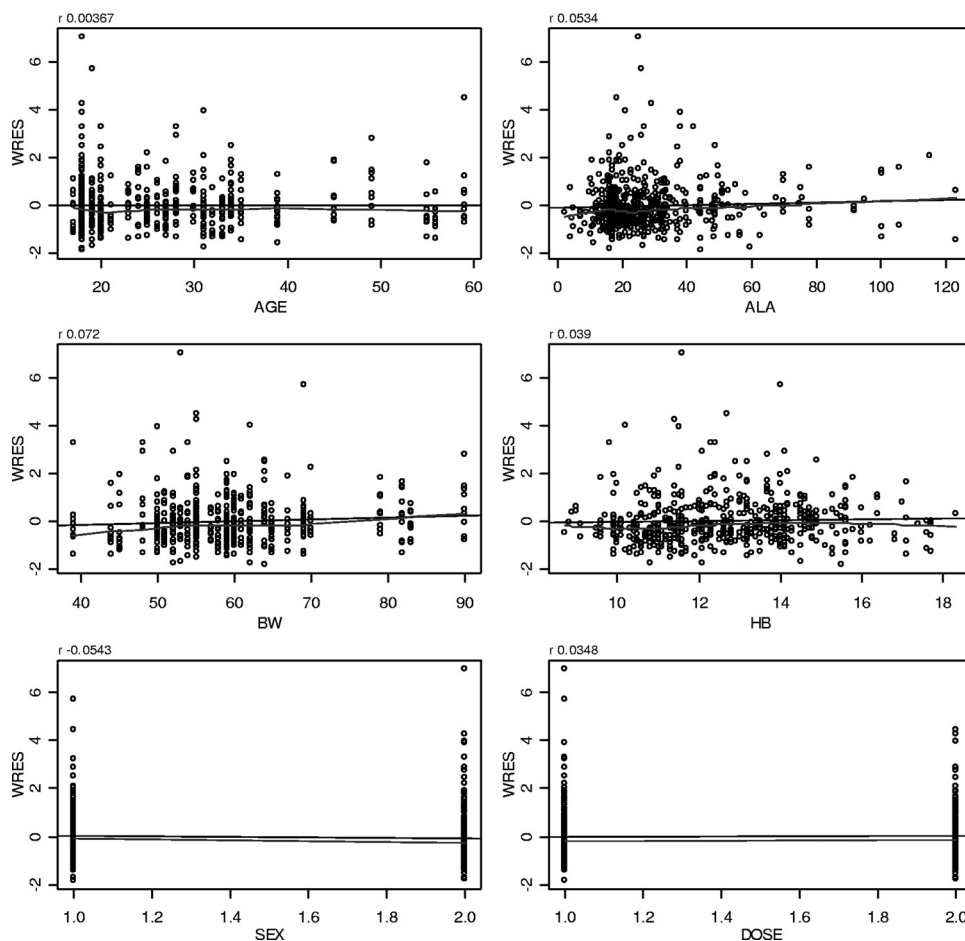 r 0.00367
WRES
-2 0 2 4 6
20 30 40 50 60
AGE
r 0.0534
WRES
-2 0 2 4 6
0 20 40 60 80 100 120
ALA
r 0.072
WRES
-2 0 2 4 6
40 50 60 70 80 90
BW
r 0.039
WRES
-2 0 2 4 6
10 12 14 16 18
HB
r -0.0543
WRES
-2 0 2 4 6
1.0 1.2 1.4 1.6 1.8 2.0
SEX
r 0.0348
WRES
-2 0 2 4 6
1.0 1.2 1.4 1.6 1.8 2.0
DOSE